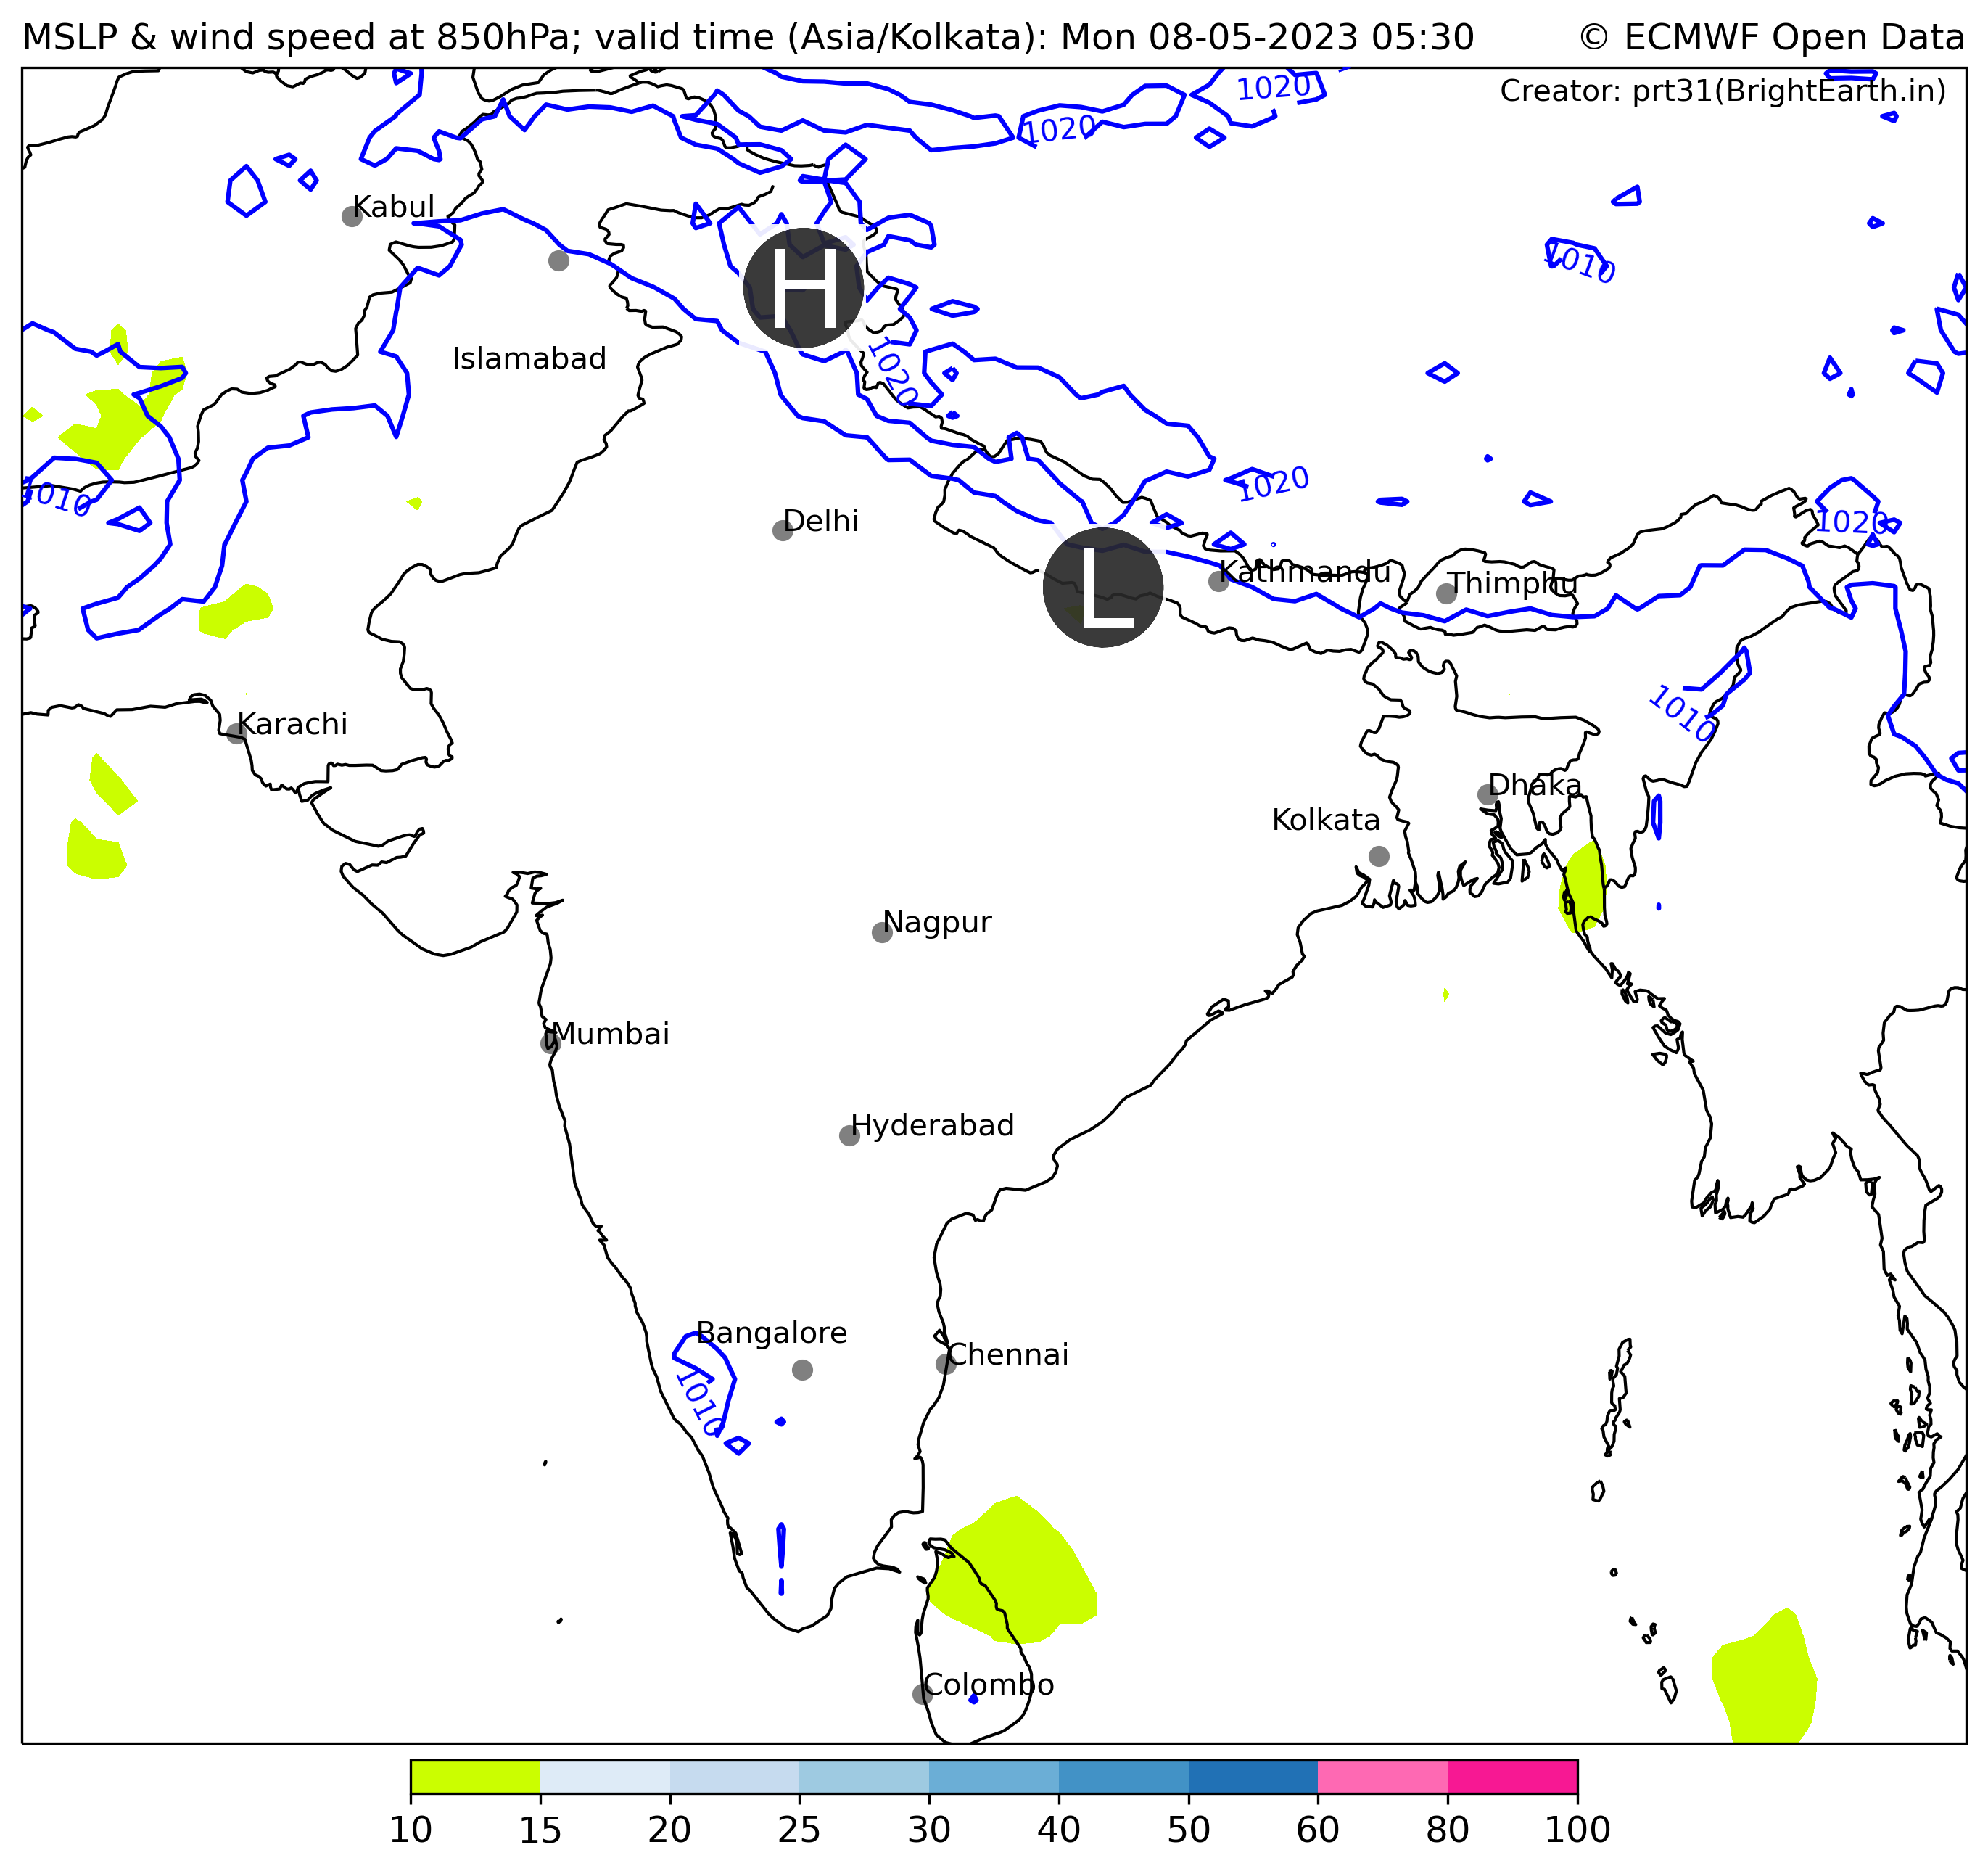 MSLP & wind speed at 850hPa; valid time (Asia/Kolkata): Mon 08-05-2023 05:30
© ECMWF Open Data
Creator: prt31(BrightEarth.in)
1020
1020
Kabul
1010
H
Islamabad
1020
1020
1010
Delhi
1020
L
Kathmandu
Thimphu
1010
Karachi
Dhaka
Kolkata
Nagpur
Mumbai
Hyderabad
Bangalore
Chennai
1010
Colombo
10 15 20 25 30 40 50 60 80 100